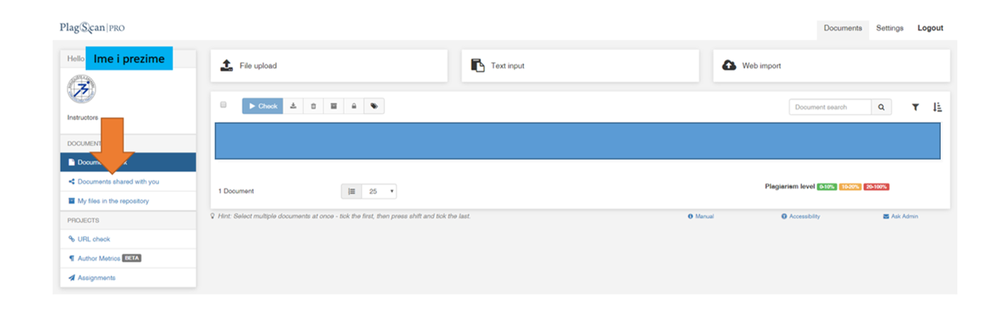 PlagScan|PRO
Documents Settings Logout
Hello
Ime i prezime
File upload
Text input
Web import
Instructors
Check
Document search
DOCUMENT
Documents shared with you
My files in the repository
PROJECTS
URL check
Author Metrics BETA
Assignments
1 Document
25
Plagiarism level 0-10% 10-20% 20-100%
Hint: Select multiple documents at once - tick the first, then press shift and tick the last.
Manual
Accessibility
Ask Admin